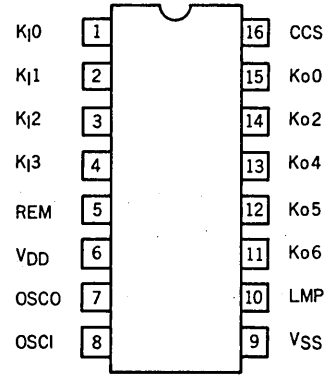 KI0 1 16 CCS
KI1 2 15 Ko0
KI2 3 14 Ko2
KI3 4 13 Ko4
REM 5 12 Ko5
VDD 6 11 Ko6
OSCO 7 10 LMP
OSCI 8 9 VSS